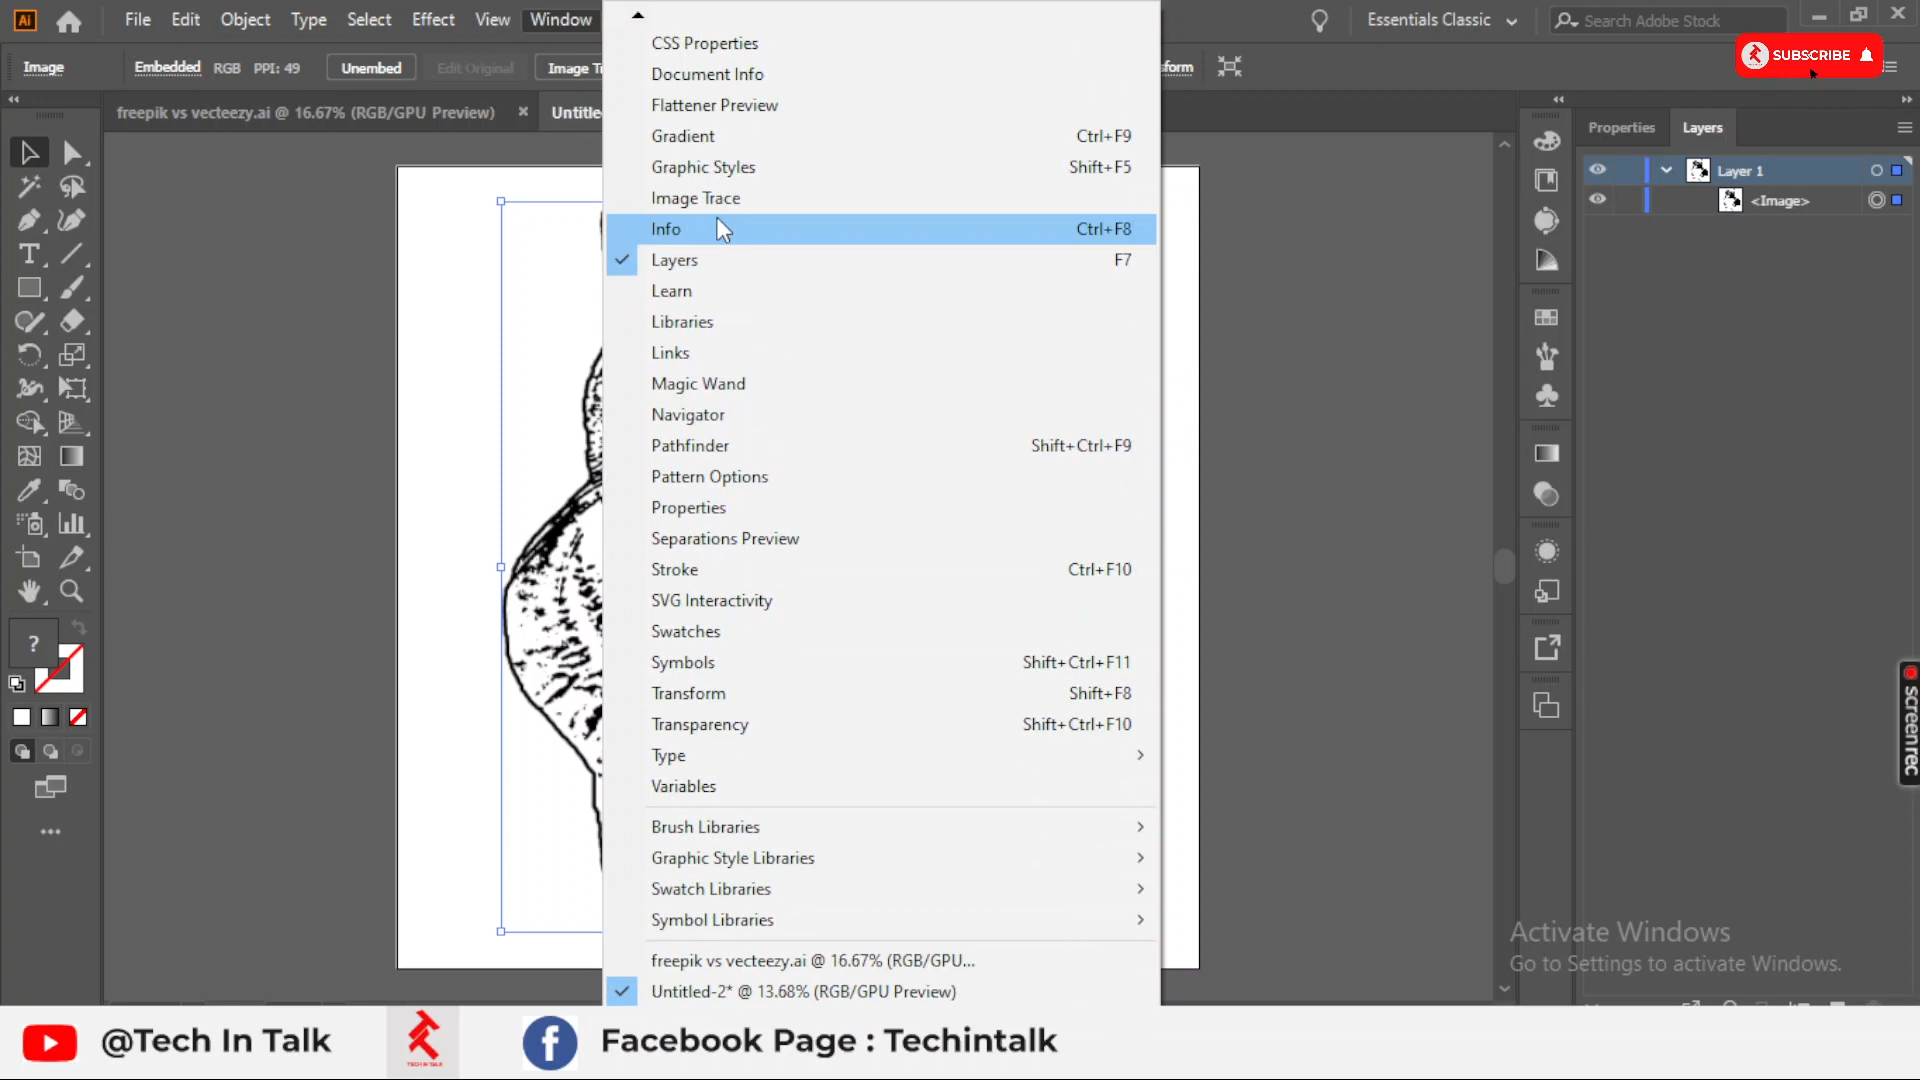 Ai File Edit Object Type Select Effect View Window Essentials Classic Search Adobe Stock
Image Embedded RGB PPI: 49 Unembed Edit Original Image Tr form
SUBSCRIBE
freepik vs vecteezy.ai @ 16.67% (RGB/GPU Preview) × Untitle
Properties Layers
Layer 1
<Image>
CSS Properties
Document Info
Flattener Preview
Gradient Ctrl+F9
Graphic Styles Shift+F5
Image Trace
Info Ctrl+F8
Layers F7
Learn
Libraries
Links
Magic Wand
Navigator
Pathfinder Shift+Ctrl+F9
Pattern Options
Properties
Separations Preview
Stroke Ctrl+F10
SVG Interactivity
Swatches
Symbols Shift+Ctrl+F11
Transform Shift+F8
Transparency Shift+Ctrl+F10
Type
Variables
Brush Libraries
Graphic Style Libraries
Swatch Libraries
Symbol Libraries
freepik vs vecteezy.ai @ 16.67% (RGB/GPU...
Untitled-2* @ 13.68% (RGB/GPU Preview)
?
screenrec
Activate Windows
Go to Settings to activate Windows.
@Tech In Talk
TECH IN TALK
Facebook Page : Techintalk